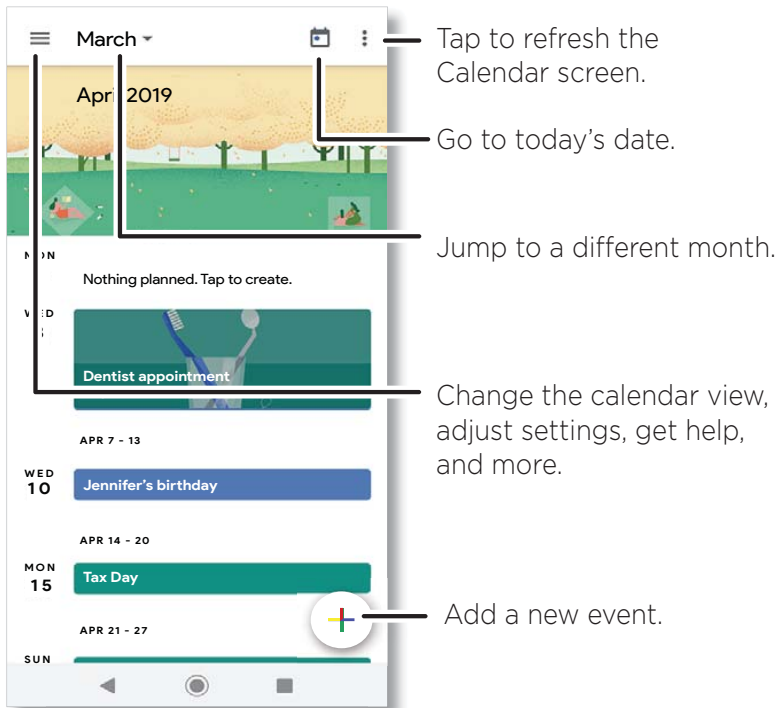 March
Tap to refresh the
Calendar screen.
April 2019
Go to today's date.
Jump to a different month.
Nothing planned. Tap to create.
Dentist appointment
Change the calendar view,
adjust settings, get help,
and more.
APR 7 - 13
WED
10
Jennifer's birthday
APR 14 - 20
MON
15
Tax Day
Add a new event.
APR 21 - 27
SUN